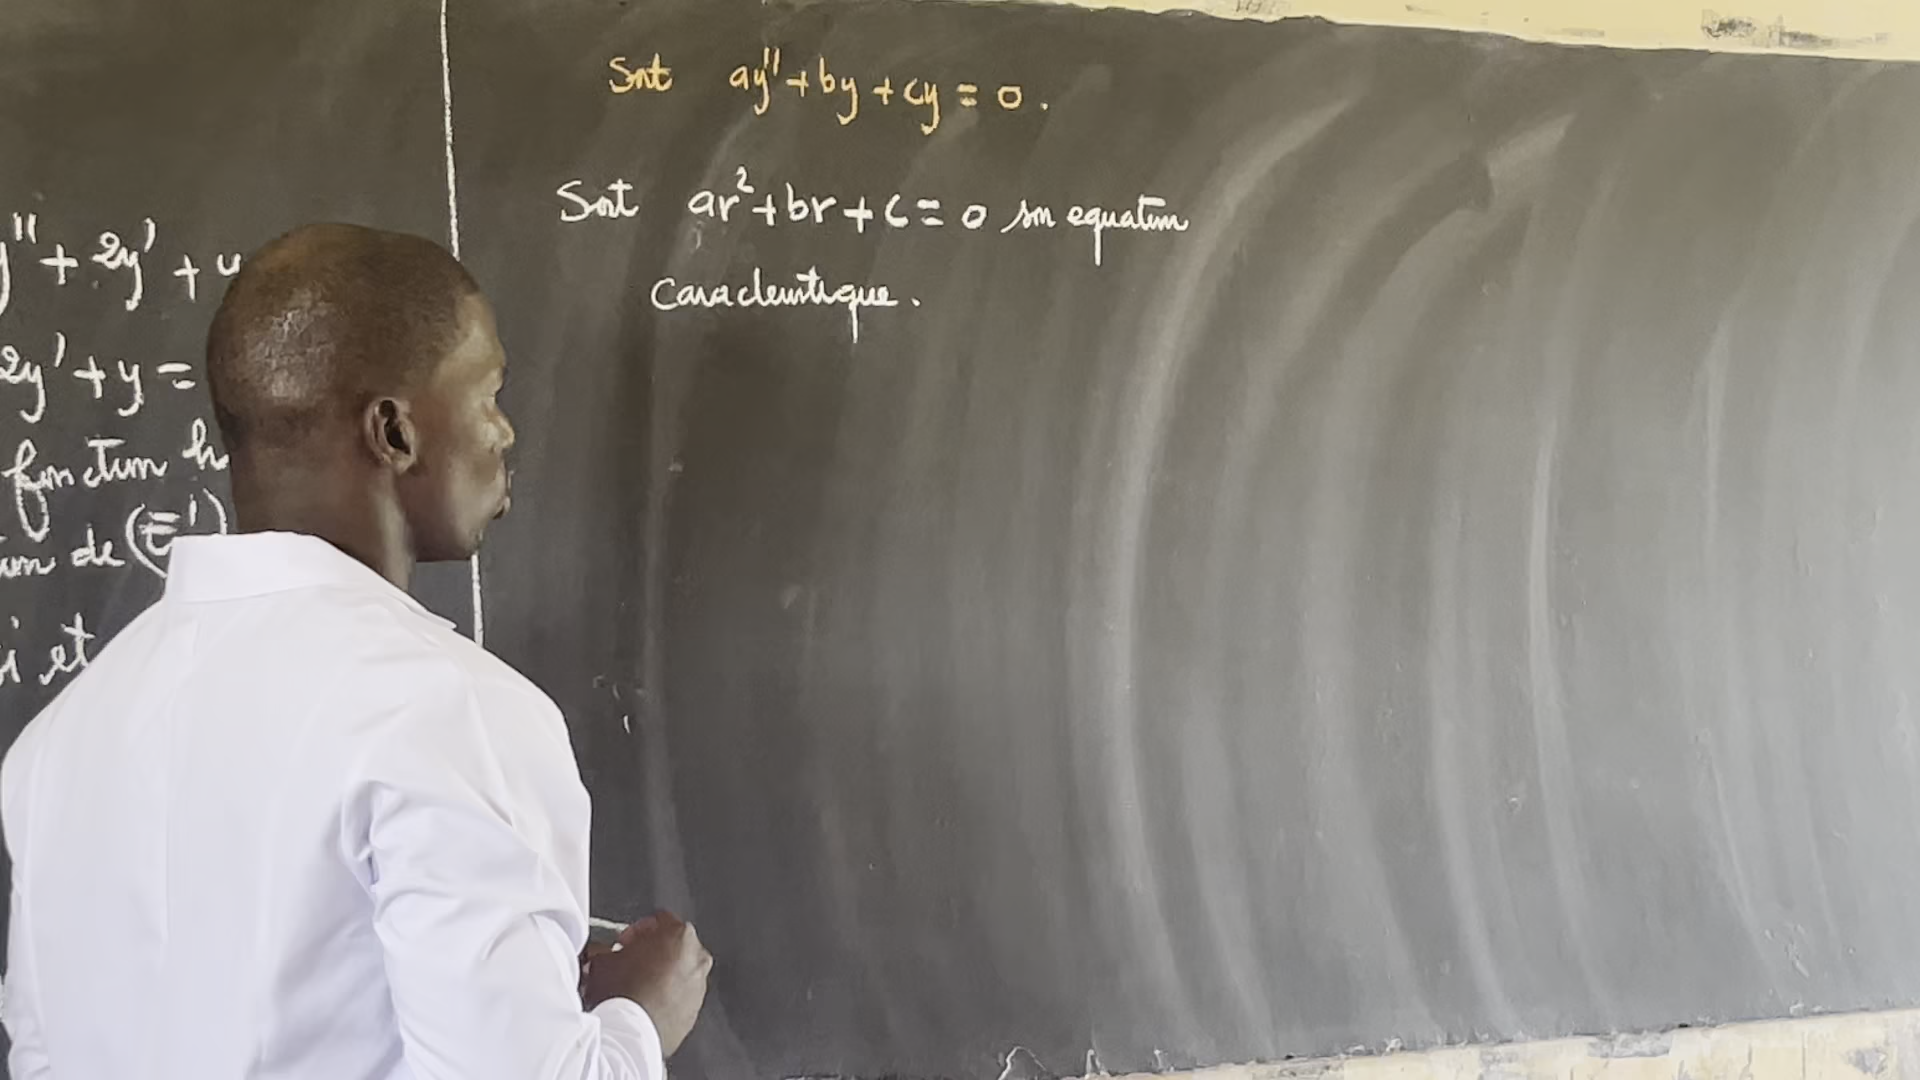 y'' + 2y' +
2y' + y =
fonction h
de (E')
i et
Soit ay'' + by + cy = 0.
Soit ar² + br + c = 0 son equation
caracteristique.